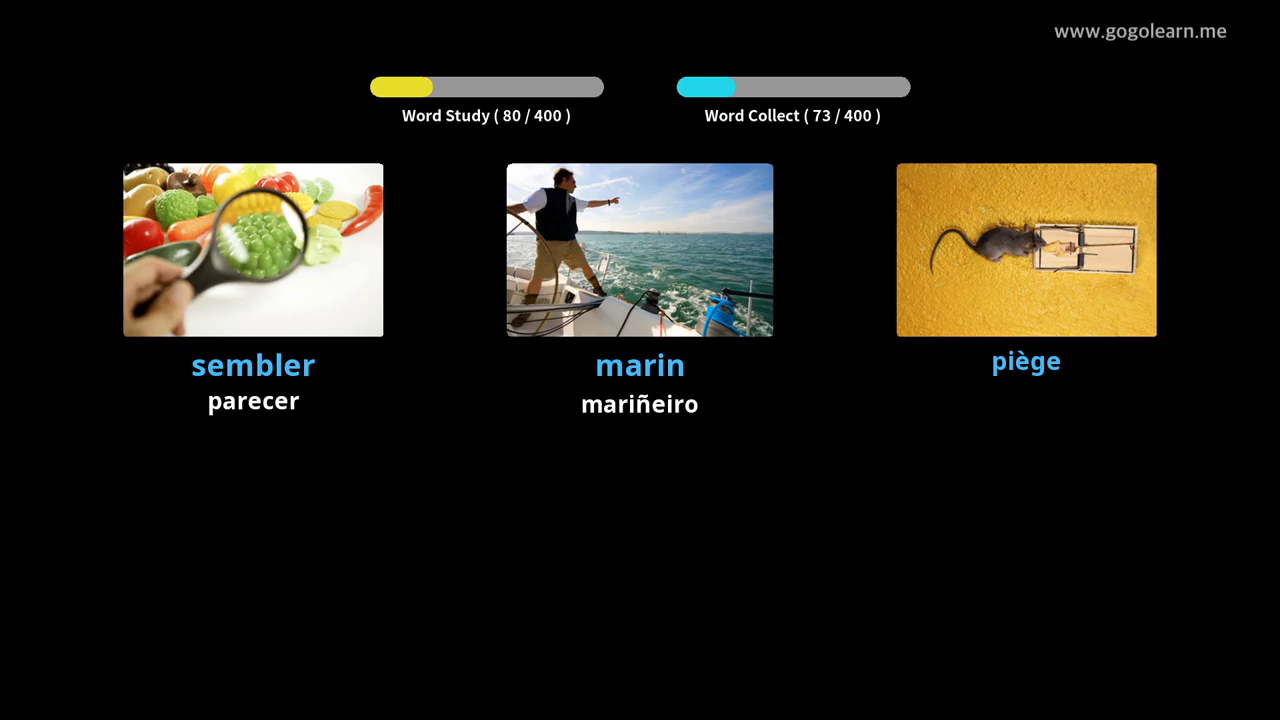 www.gogolearn.me
Word Study ( 80 / 400 )
Word Collect ( 73 / 400 )
sembler
parecer
marin
mariñeiro
piège